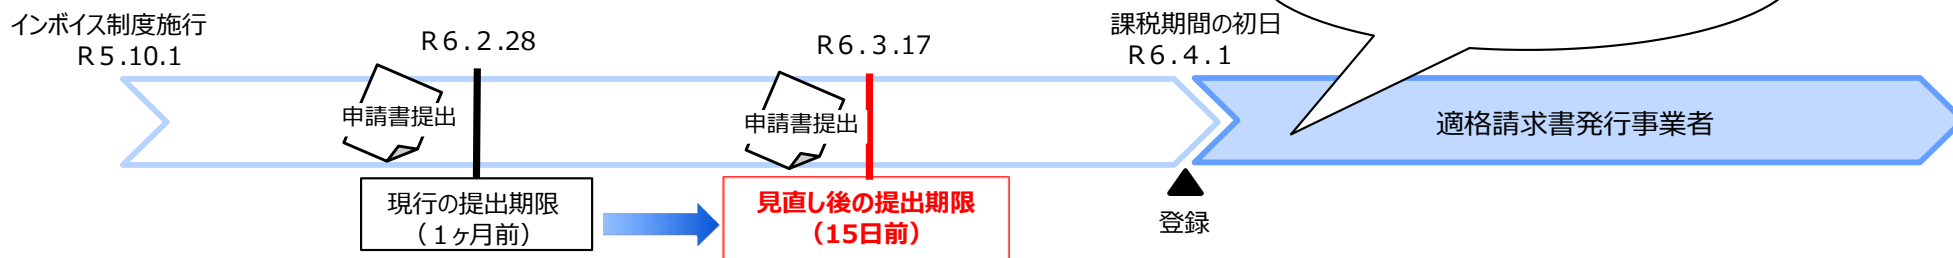 インボイス制度施行
R5.10.1
R6.2.28
R6.3.17
課税期間の初日
R6.4.1
申請書提出
申請書提出
適格請求書発行事業者
現行の提出期限
（1ヶ月前）
見直し後の提出期限
（15日前）
登録